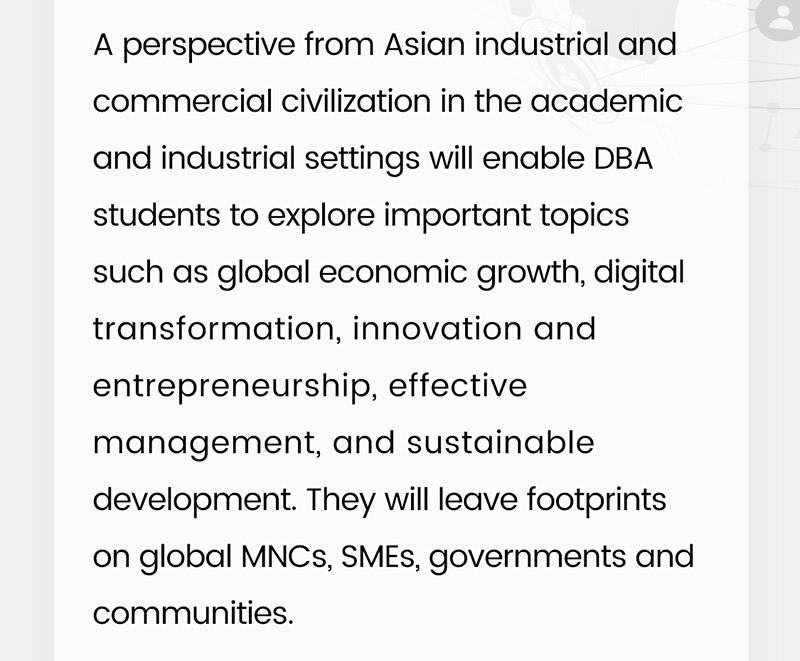 A perspective from Asian industrial and
commercial civilization in the academic
and industrial settings will enable DBA
students to explore important topics
such as global economic growth, digital
transformation, innovation and
entrepreneurship, effective
management, and sustainable
development. They will leave footprints
on global MNCs, SMEs, governments and
communities.